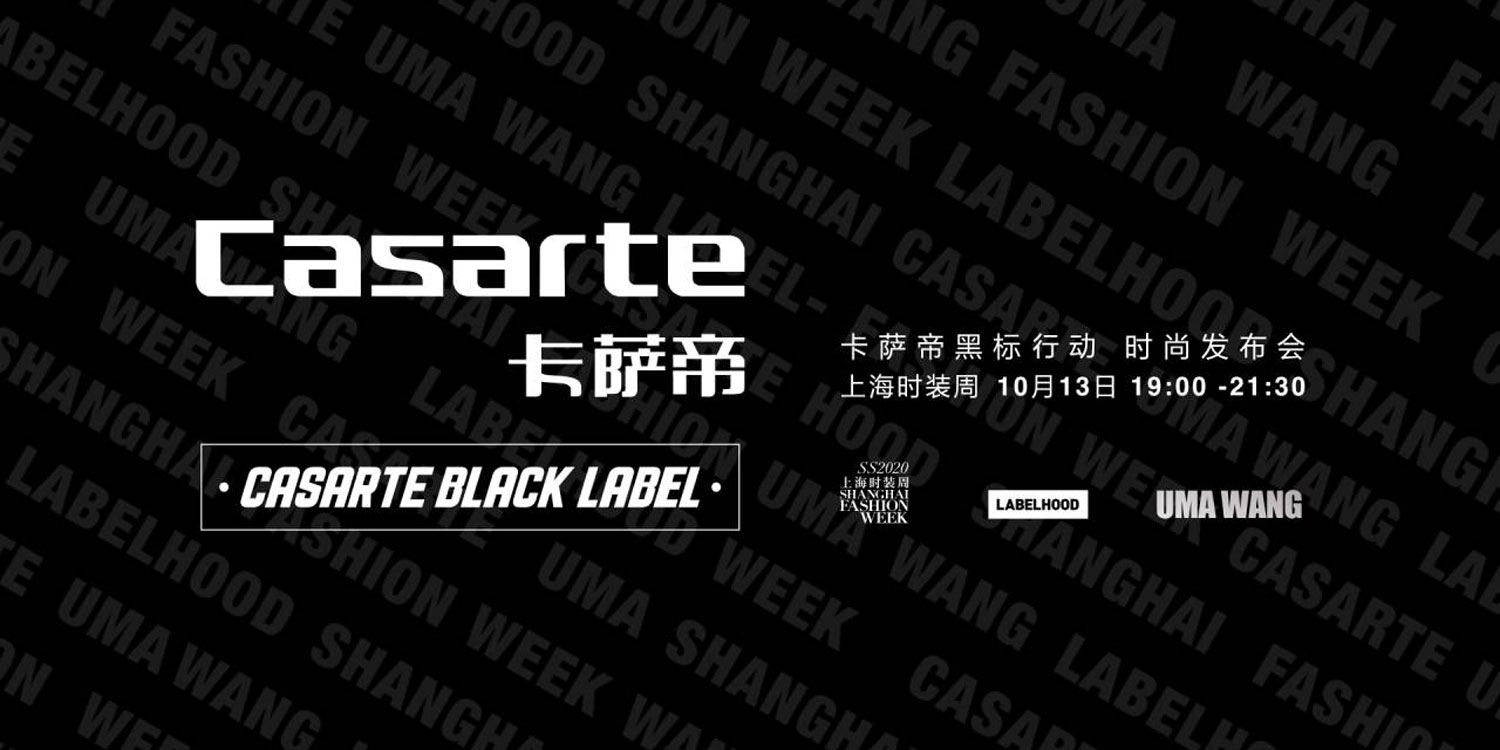 Casarte
卡萨帝
· CASARTE BLACK LABEL ·
卡萨帝黑标行动 时尚发布会
上海时装周 10月13日 19:00 -21:30
SS2020
上海时装周
SHANGHAI
FASHION
WEEK
LABELHOOD
UMA WANG